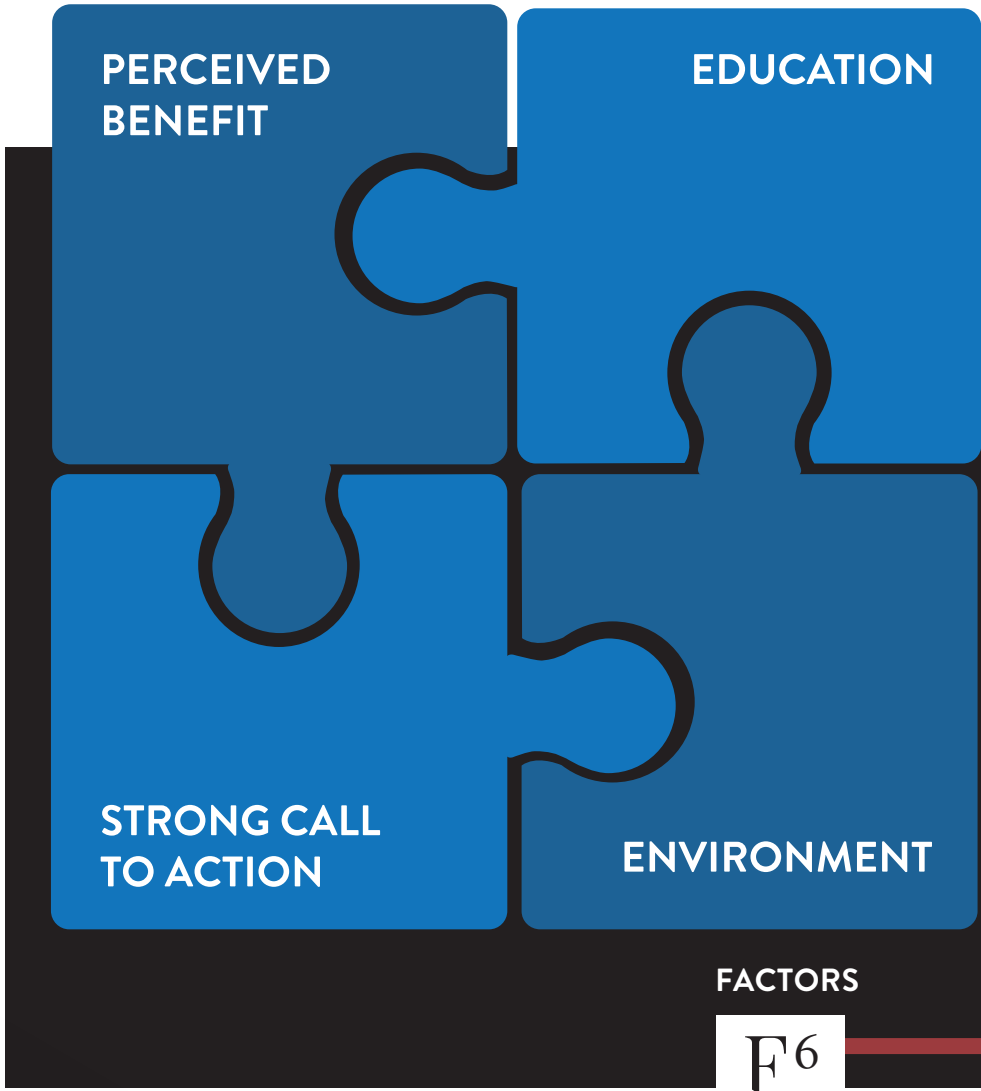 PERCEIVED
BENEFIT
EDUCATION
STRONG CALL
TO ACTION
ENVIRONMENT
FACTORS
F6